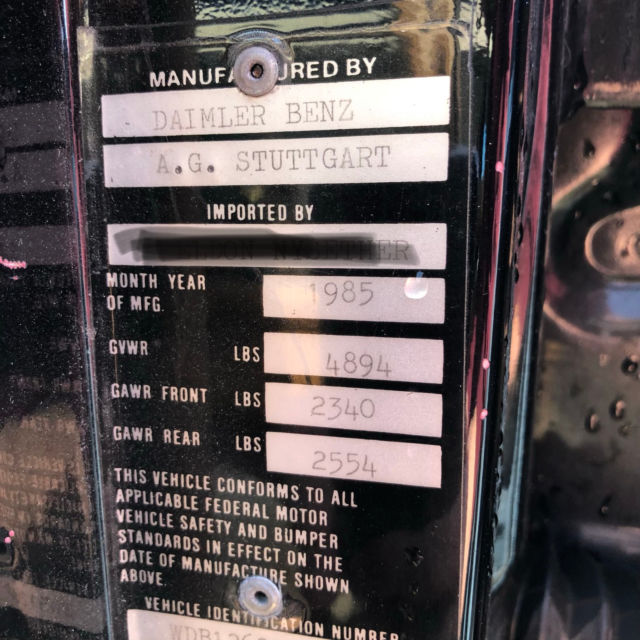 MANUFACTURED BY
DAIMLER BENZ
A.G. STUTTGART
IMPORTED BY
MONTH YEAR
OF MFG.
1985
GVWR LBS 4894
GAWR FRONT LBS 2340
GAWR REAR LBS 2554
THIS VEHICLE CONFORMS TO ALL
APPLICABLE FEDERAL MOTOR
VEHICLE SAFETY AND BUMPER
STANDARDS IN EFFECT ON THE
DATE OF MANUFACTURE SHOWN
ABOVE
VEHICLE IDENTIFICATION NUMBER